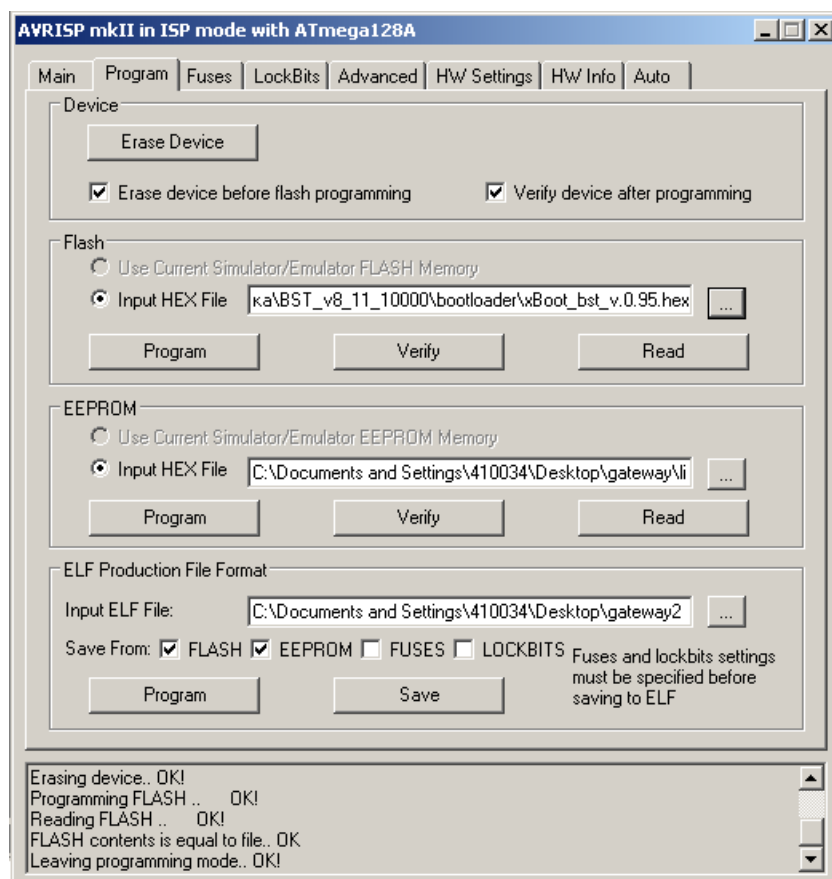 AVRISP mkII in ISP mode with ATmega128A
Main Program Fuses LockBits Advanced HW Settings HW Info Auto
Device
Erase Device
Erase device before flash programming Verify device after programming
Flash
Use Current Simulator/Emulator FLASH Memory
Input HEX File ка\BST_v8_11_10000\bootloader\xBoot_bst_v.0.95.hex ...
Program Verify Read
EEPROM
Use Current Simulator/Emulator EEPROM Memory
Input HEX File C:\Documents and Settings\410034\Desktop\gateway\li ...
Program Verify Read
ELF Production File Format
Input ELF File: C:\Documents and Settings\410034\Desktop\gateway2 ...
Save From: FLASH EEPROM FUSES LOCKBITS Fuses and lockbits settings
must be specified before
Program Save saving to ELF
Erasing device.. OK!
Programming FLASH .. OK!
Reading FLASH .. OK!
FLASH contents is equal to file.. OK
Leaving programming mode.. OK!